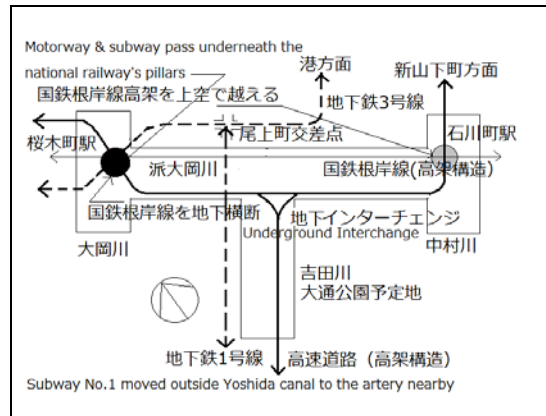 Motorway & subway pass underneath the
national railway's pillars
港方面
新山下町方面
国鉄根岸線高架を上空で越える
地下鉄3号線
桜木町駅
尾上町交差点
石川町駅
派大岡川
国鉄根岸線(高架構造)
国鉄根岸線を地下横断
地下インターチェンジ
Underground Interchange
大岡川
中村川
吉田川
大通公園予定地
地下鉄1号線
高速道路（高架構造）
Subway No.1 moved outside Yoshida canal to the artery nearby